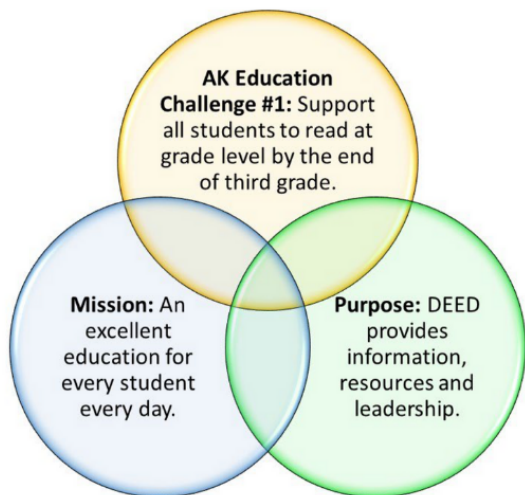 AK Education
Challenge #1: Support
all students to read at
grade level by the end
of third grade.
Mission: An
excellent
education for
every student
every day.
Purpose: DEED
provides
information,
resources and
leadership.